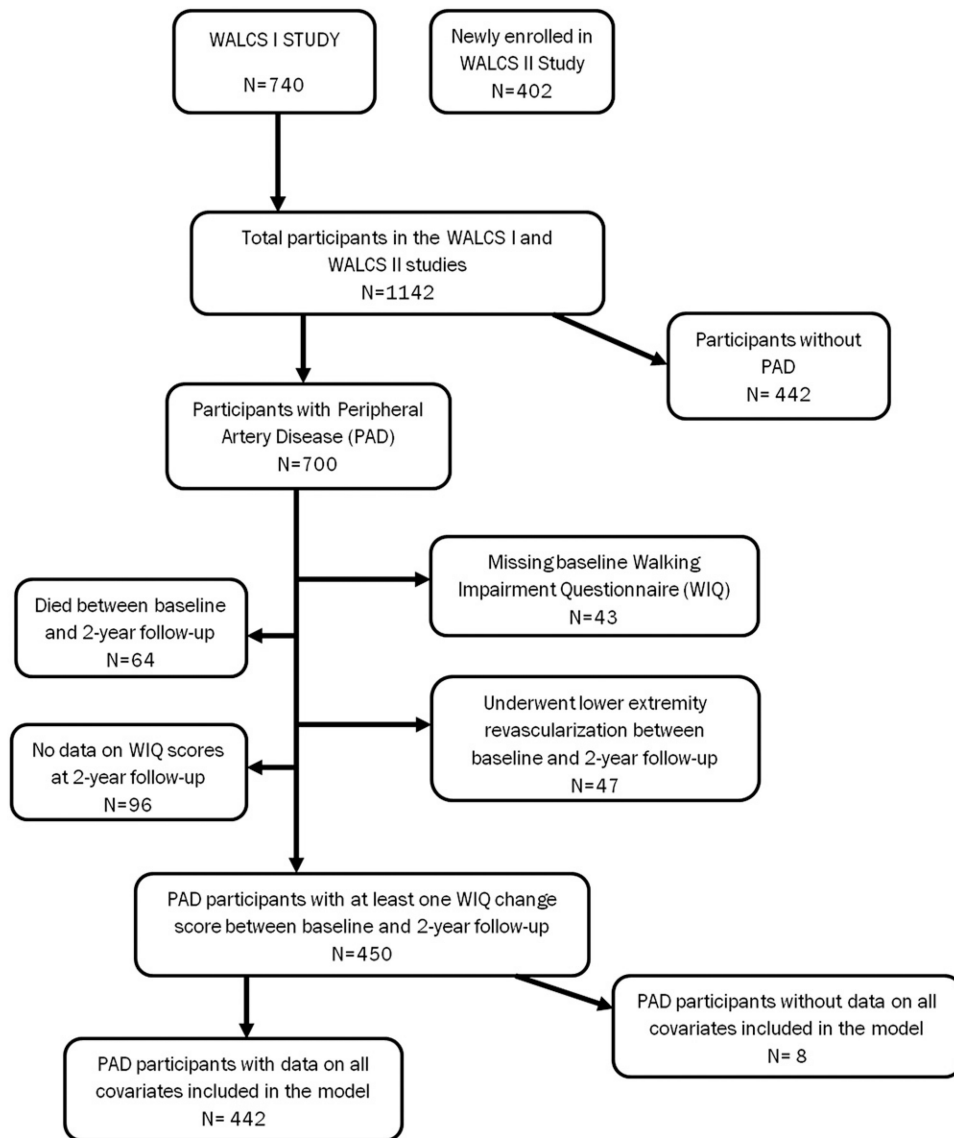 WALCS I STUDY
N=740
Newly enrolled in
WALCS II Study
N=402
Total participants in the WALCS I and
WALCS II studies
N=1142
Participants without
PAD
N= 442
Participants with Peripheral
Artery Disease (PAD)
N=700
Missing baseline Walking
Impairment Questionnaire (WIQ)
N=43
Died between baseline
and 2-year follow-up
N=64
Underwent lower extremity
revascularization between
baseline and 2-year follow-up
N=47
No data on WIQ scores
at 2-year follow-up
N=96
PAD participants with at least one WIQ change
score between baseline and 2-year follow-up
N=450
PAD participants without data on all
covariates included in the model
N= 8
PAD participants with data on all
covariates included in the model
N= 442